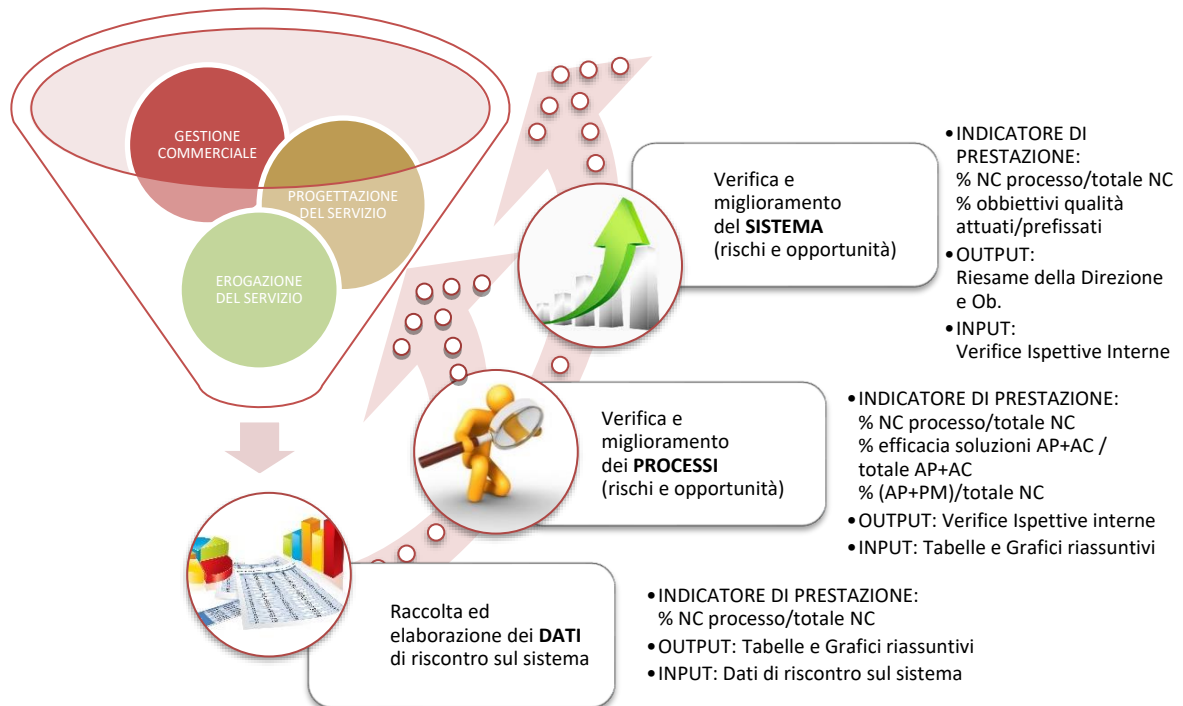 GESTIONE
COMMERCIALE
PROGETTAZIONE
DEL SERVIZIO
EROGAZIONE
DEL SERVIZIO
Verifica e
miglioramento
del SISTEMA
(rischi e opportunità)
•INDICATORE DI
PRESTAZIONE:
% NC processo/totale NC
% obbiettivi qualità
attuati/prefissati
•OUTPUT:
Riesame della Direzione
e Ob.
•INPUT:
Verifice Ispettive Interne
Verifica e
miglioramento
dei PROCESSI
(rischi e opportunità)
•INDICATORE DI PRESTAZIONE:
% NC processo/totale NC
% efficacia soluzioni AP+AC /
totale AP+AC
% (AP+PM)/totale NC
•OUTPUT: Verifice Ispettive interne
•INPUT: Tabelle e Grafici riassuntivi
Raccolta ed
elaborazione dei DATI
di riscontro sul sistema
•INDICATORE DI PRESTAZIONE:
% NC processo/totale NC
•OUTPUT: Tabelle e Grafici riassuntivi
•INPUT: Dati di riscontro sul sistema